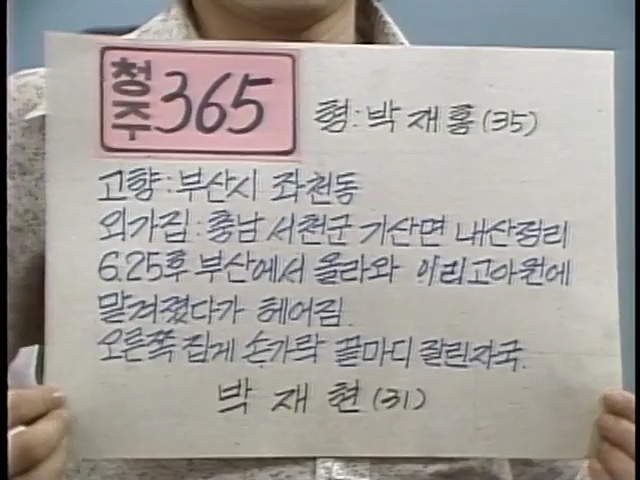 청주 365
형: 박재홍(35)
고향: 부산시 좌천동
외가집: 충남 서천군 기산면 내산정리
6.25후 부산에서 올라와 이리고아원에
맡겨졌다가 헤어짐.
오른쪽 집게 손가락 끝마디 잘린자국.
박재현(31)